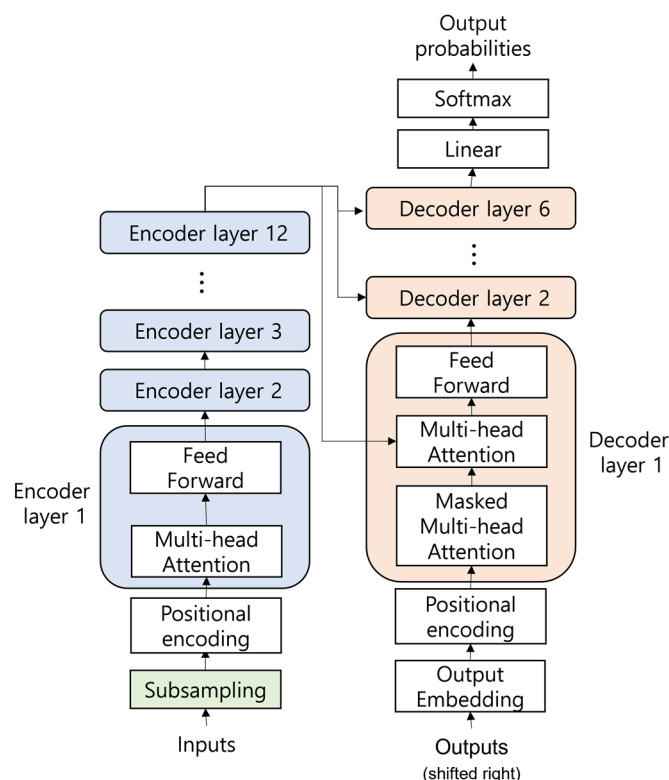 Output
probabilities
Softmax
Linear
Decoder layer 6
⋮
Decoder layer 2
Feed
Forward
Multi-head
Attention
Masked
Multi-head
Attention
Decoder
layer 1
Positional
encoding
Output
Embedding
Outputs
(shifted right)
Encoder layer 12
⋮
Encoder layer 3
Encoder layer 2
Feed
Forward
Multi-head
Attention
Encoder
layer 1
Positional
encoding
Subsampling
Inputs